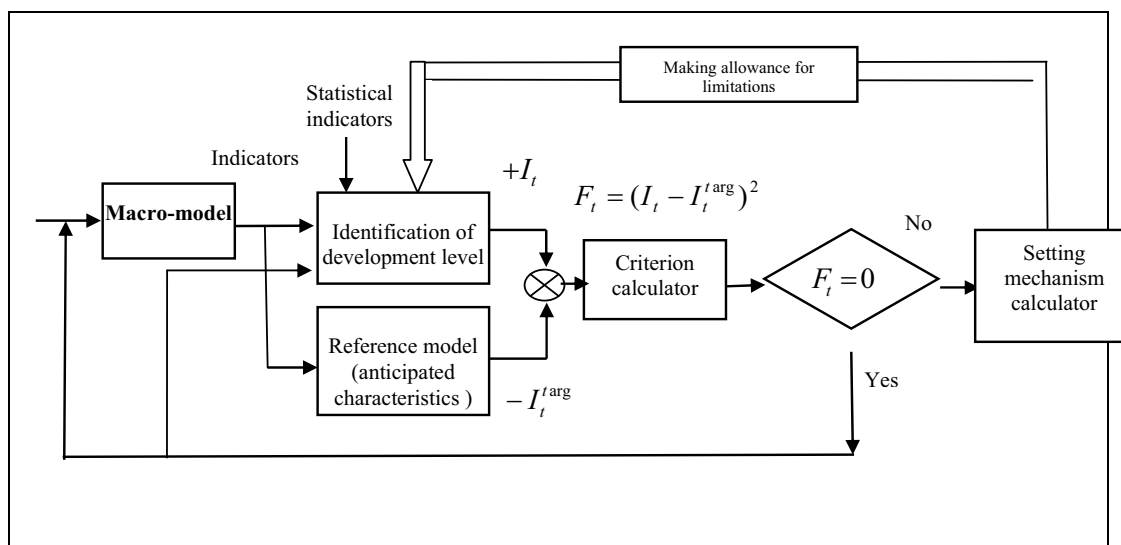 Making allowance for
limitations
Statistical
indicators
Indicators
+I_t
F_t = (I_t − I_t^{targ})^2
Macro-model
Identification of
development level
Criterion
calculator
No
F_t = 0
Setting
mechanism
calculator
Reference model
(anticipated
characteristics )
− I_t^{targ}
Yes